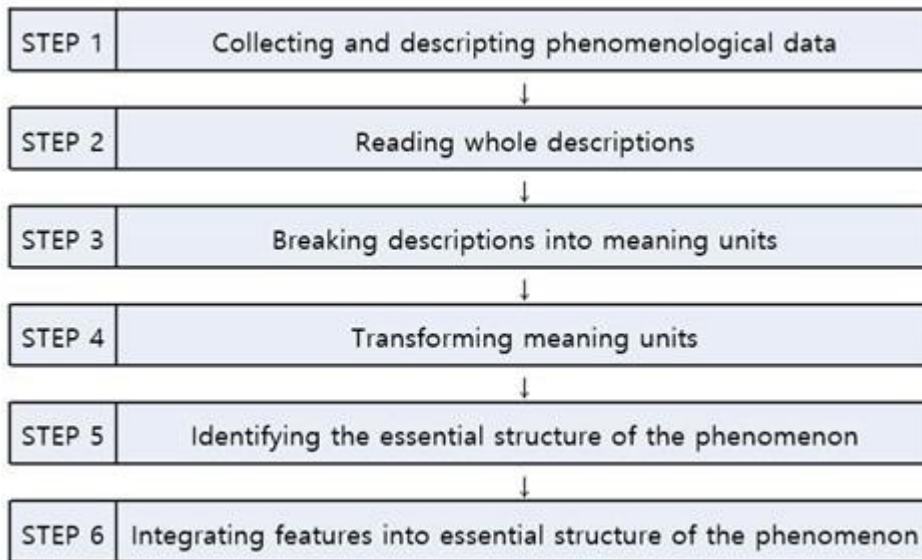 STEP 1 Collecting and descripting phenomenological data
↓
STEP 2 Reading whole descriptions
↓
STEP 3 Breaking descriptions into meaning units
↓
STEP 4 Transforming meaning units
↓
STEP 5 Identifying the essential structure of the phenomenon
↓
STEP 6 Integrating features into essential structure of the phenomenon